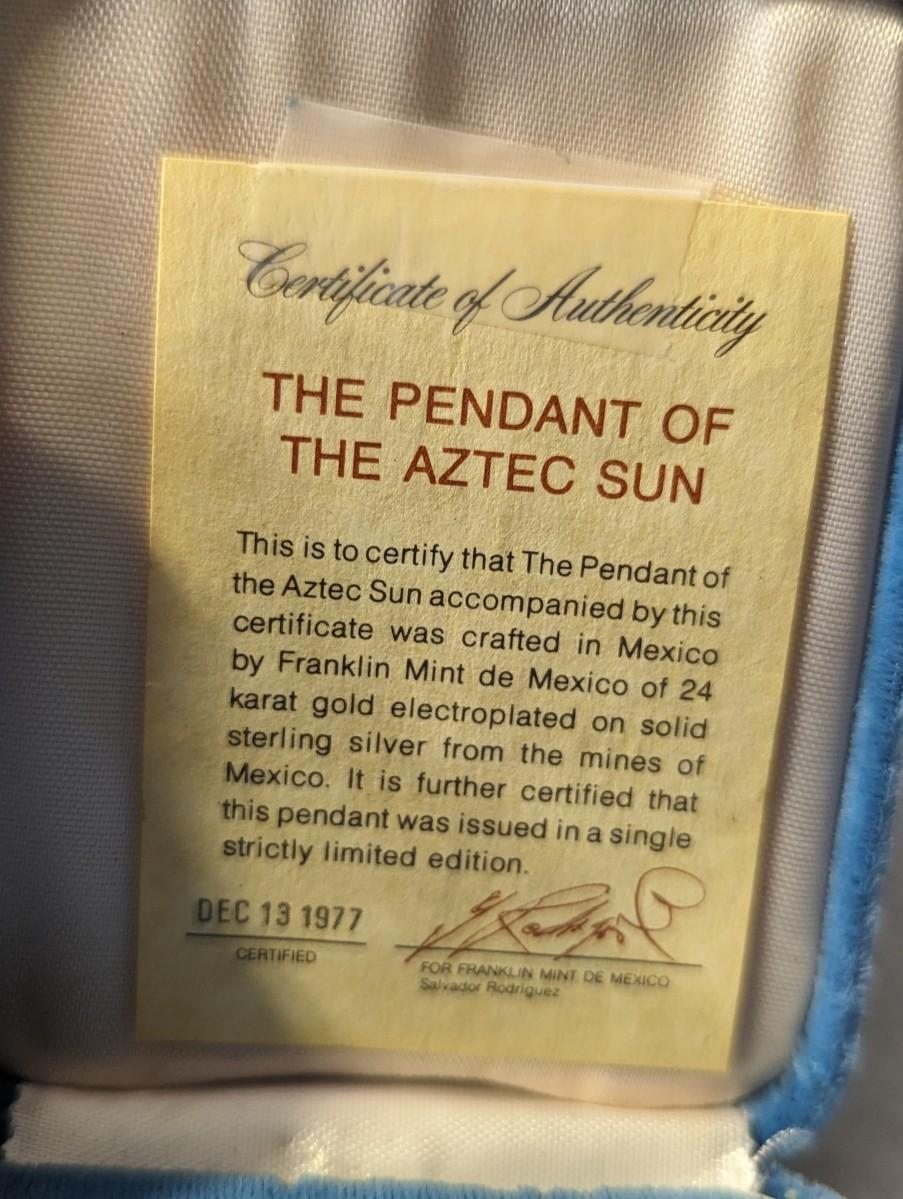 Certificate of Authenticity
THE PENDANT OF
THE AZTEC SUN
This is to certify that The Pendant of
the Aztec Sun accompanied by this
certificate was crafted in Mexico
by Franklin Mint de Mexico of 24
karat gold electroplated on solid
sterling silver from the mines of
Mexico. It is further certified that
this pendant was issued in a single
strictly limited edition.
DEC 13 1977
CERTIFIED
FOR FRANKLIN MINT DE MEXICO
Salvador Rodriguez